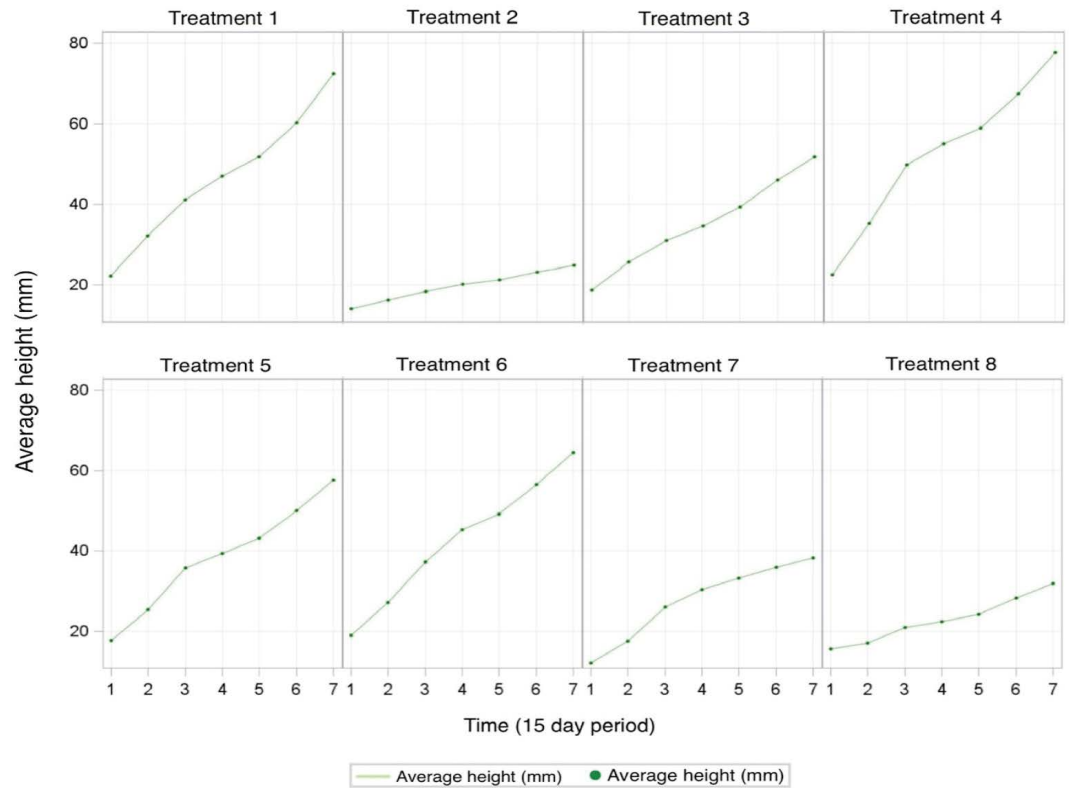 Treatment 1 Treatment 2 Treatment 3 Treatment 4
80
60
40
20
Average height (mm)
Treatment 5 Treatment 6 Treatment 7 Treatment 8
80
60
40
20
1 2 3 4 5 6 7 1 2 3 4 5 6 7 1 2 3 4 5 6 7 1 2 3 4 5 6 7
Time (15 day period)
Average height (mm) Average height (mm)